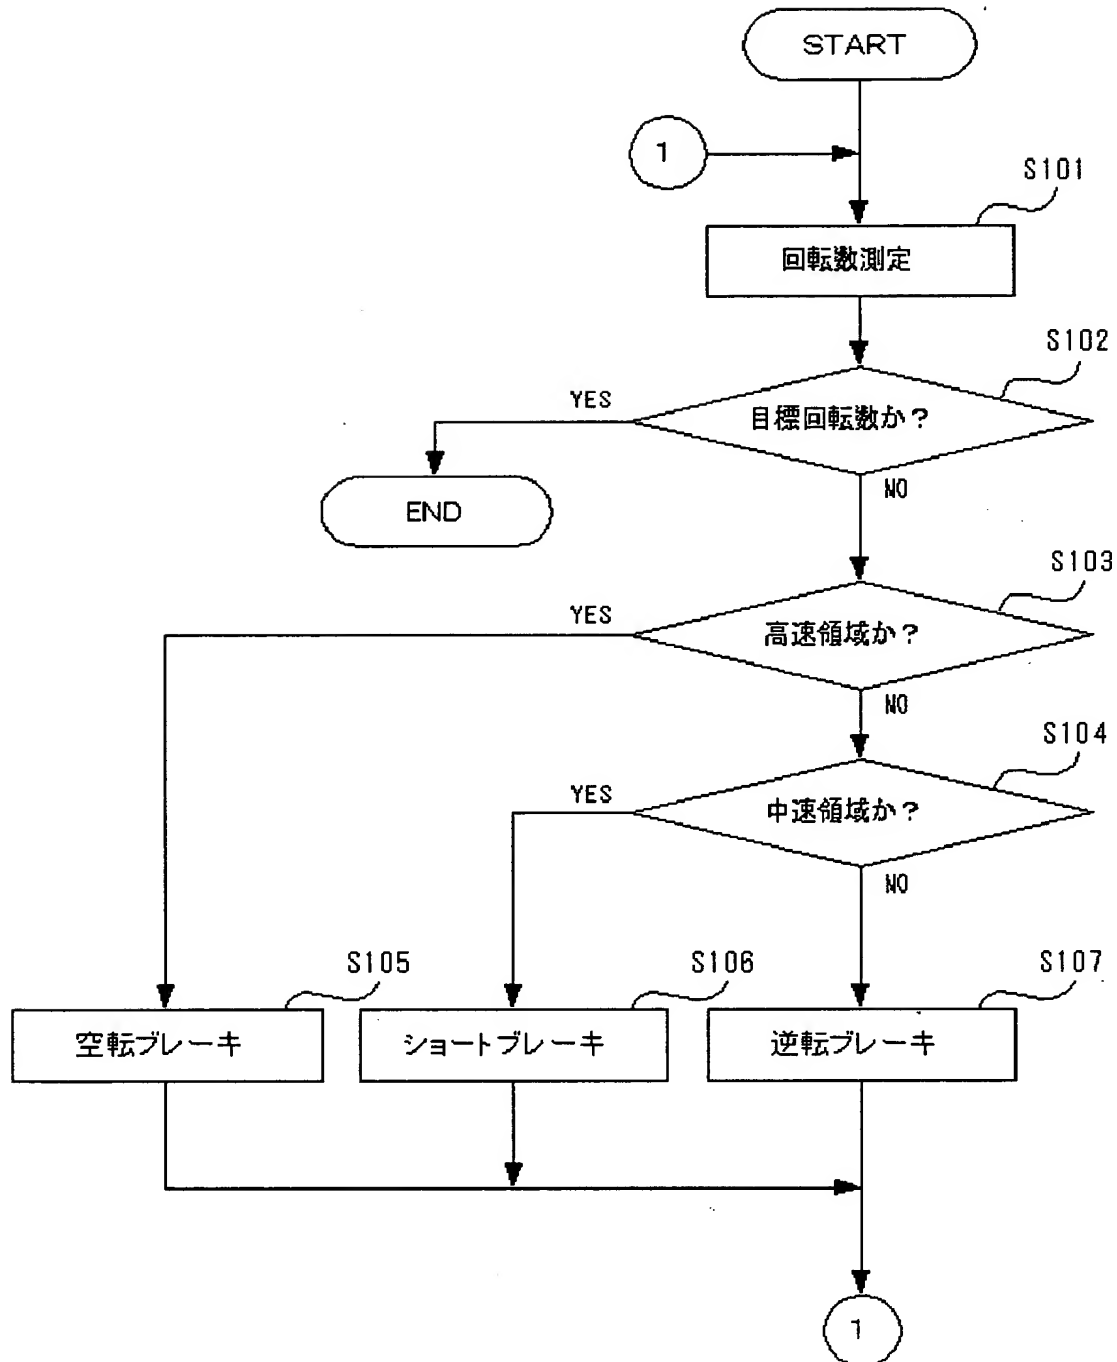 START
1
S101
回転数測定
S102
YES
目標回転数か?
NO
END
S103
YES
高速領域か?
NO
S104
YES
中速領域か?
NO
S105
S106
S107
空転ブレーキ
ショートブレーキ
逆転ブレーキ
1